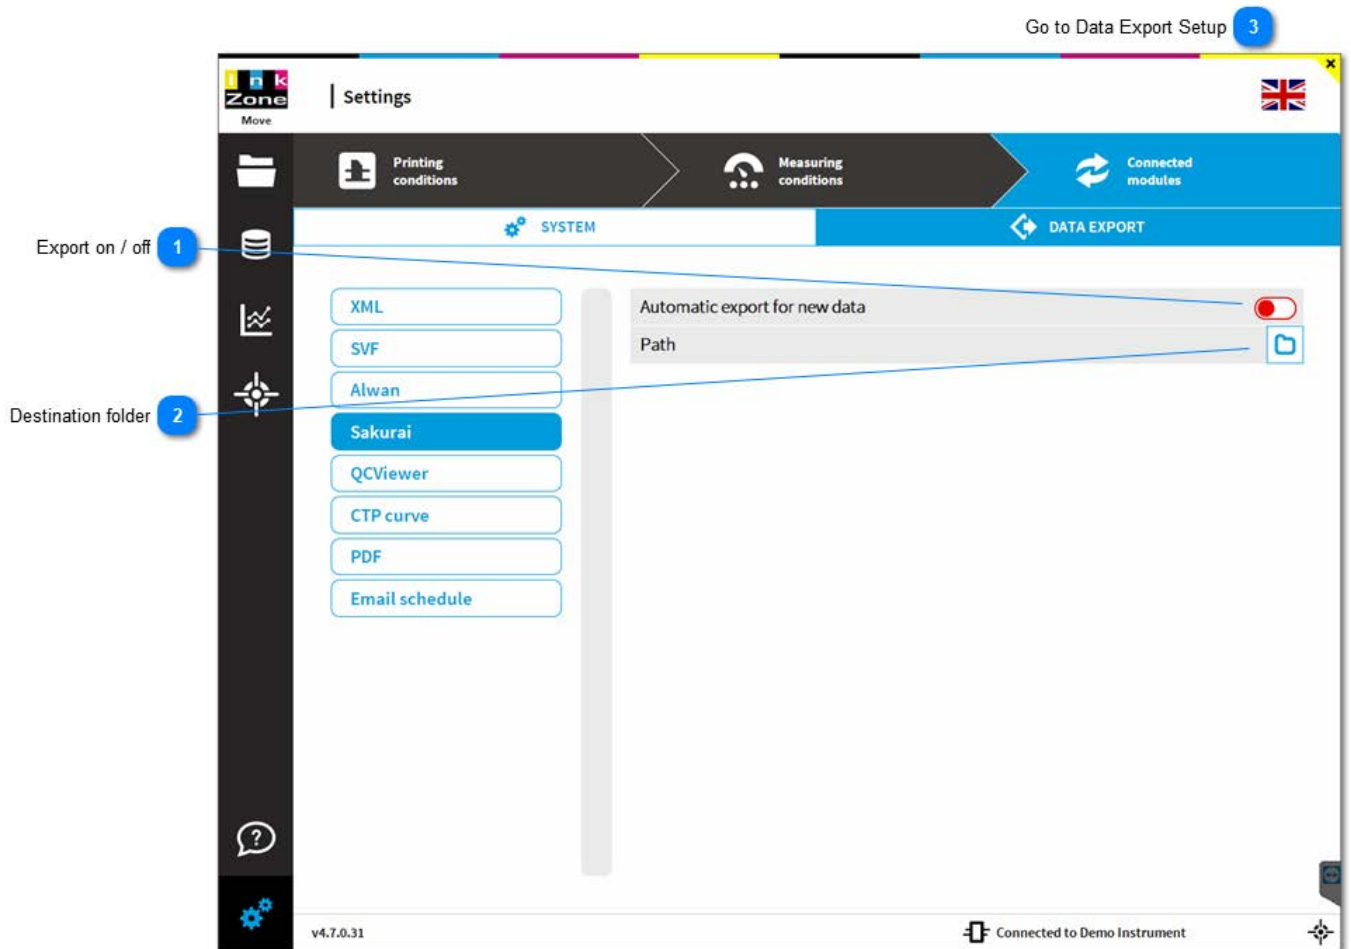 Go to Data Export Setup 3
Ink
Zone
Move
Settings
x
Printing
conditions
Measuring
conditions
Connected
modules
SYSTEM
DATA EXPORT
Export on / off 1
XML
Automatic export for new data
SVF
Path
Alwan
Destination folder 2
Sakurai
QCViewer
CTP curve
PDF
Email schedule
?
v4.7.0.31
Connected to Demo Instrument